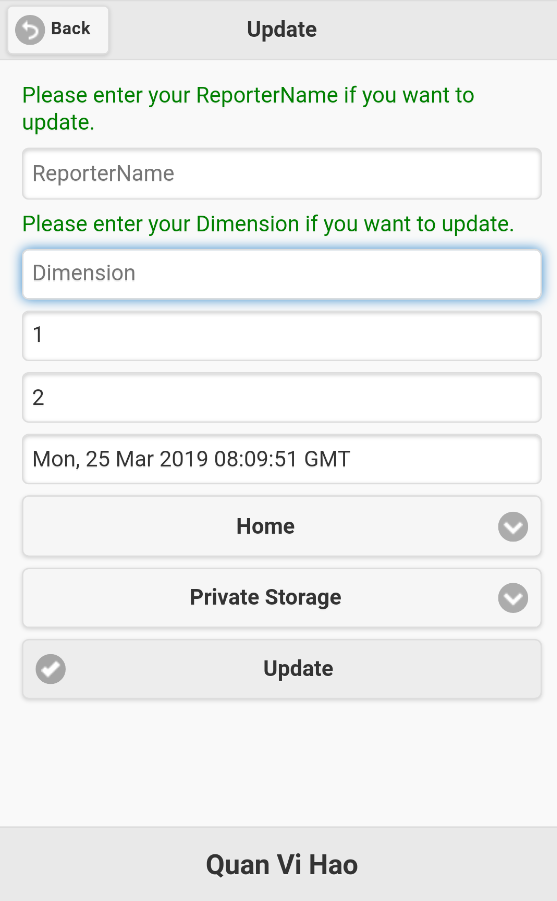 Back
Update
Please enter your ReporterName if you want to
update.
ReporterName
Please enter your Dimension if you want to update.
Dimension
1
2
Mon, 25 Mar 2019 08:09:51 GMT
Home
Private Storage
Update
Quan Vi Hao